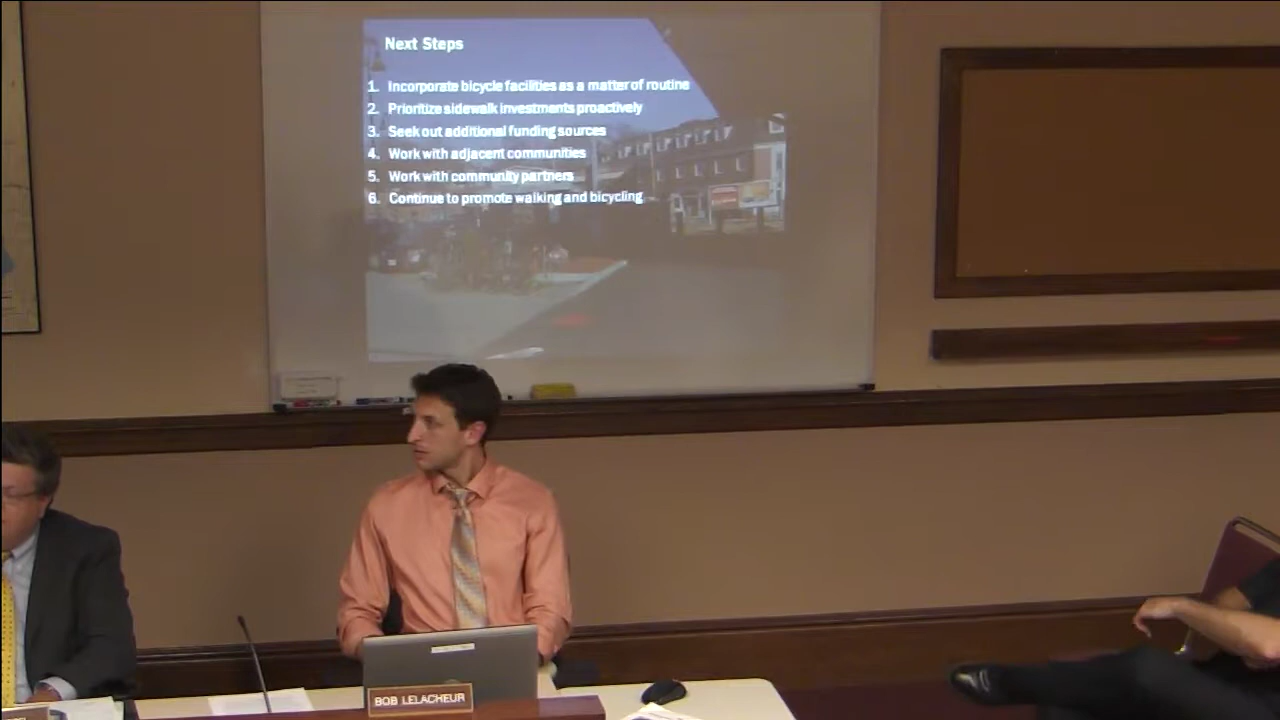 Next Steps
1. Incorporate bicycle facilities as a matter of routine
2. Prioritize sidewalk investments proactively
3. Seek out additional funding sources
4. Work with adjacent communities
5. Work with community partners
6. Continue to promote walking and bicycling
BOB LELACHEUR